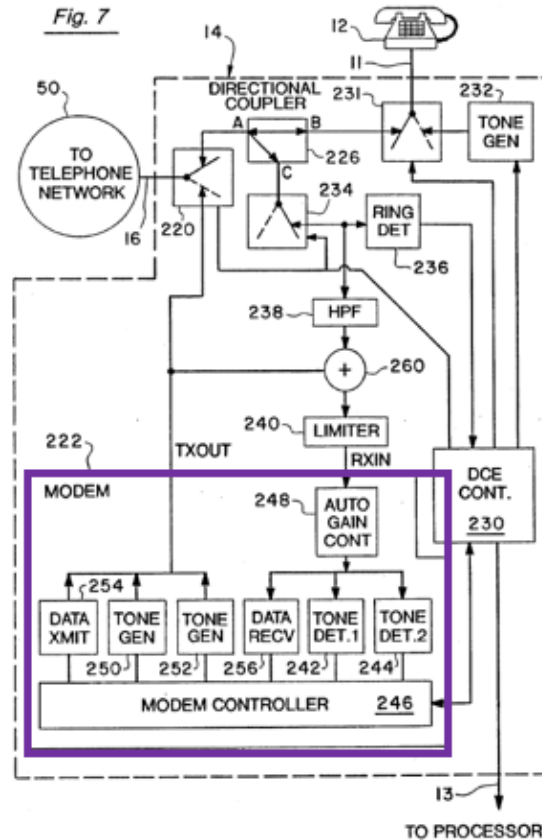 Fig. 7
12
11
14
50
DIRECTIONAL
COUPLER
231
232
A
B
C
226
TONE
GEN
TO
TELEPHONE
NETWORK
16
220
234
RING
DET
236
238
HPF
+
260
240
LIMITER
222
TXOUT
RXIN
MODEM
248
AUTO
GAIN
CONT
DCE
CONT.
230
254
DATA
XMIT
TONE
GEN
TONE
GEN
DATA
RECV
TONE
DET.1
TONE
DET.2
250
252
256
242
244
MODEM CONTROLLER
246
13
TO PROCESSOR